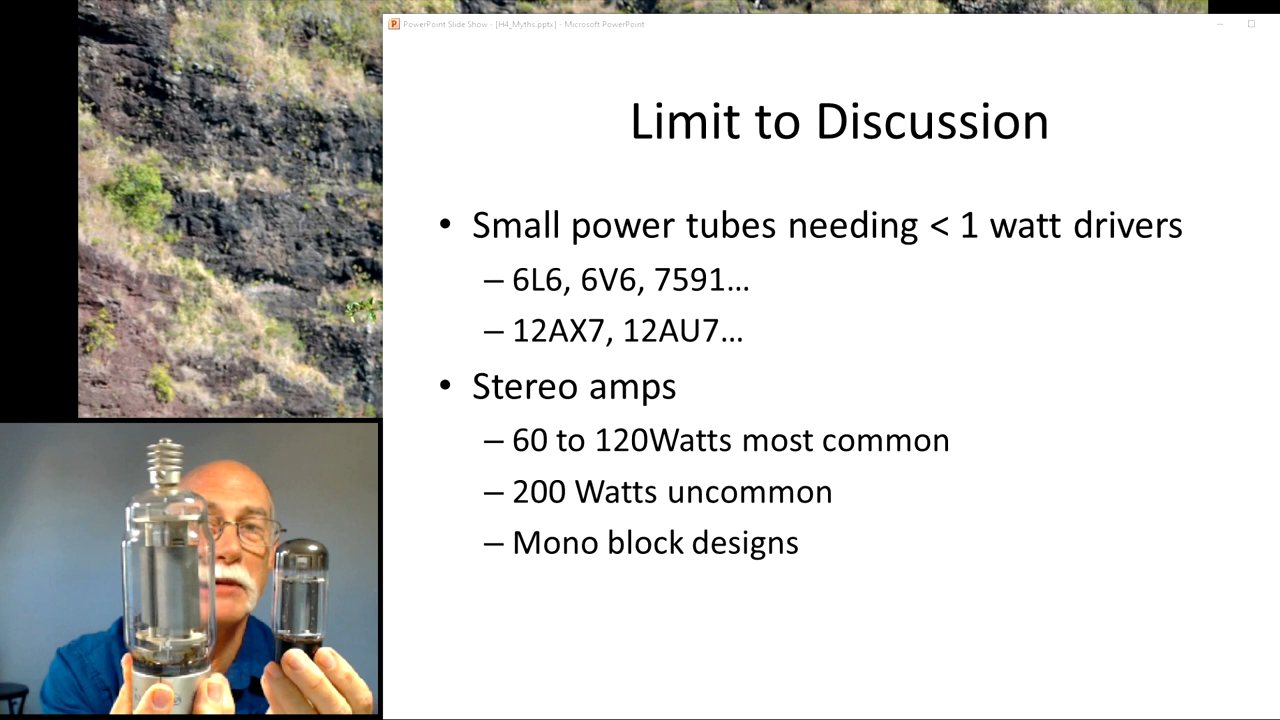 PowerPoint Slide Show - [H4_Myths.pptx] - Microsoft PowerPoint
Limit to Discussion
• Small power tubes needing < 1 watt drivers
– 6L6, 6V6, 7591…
– 12AX7, 12AU7…
• Stereo amps
– 60 to 120Watts most common
– 200 Watts uncommon
– Mono block designs